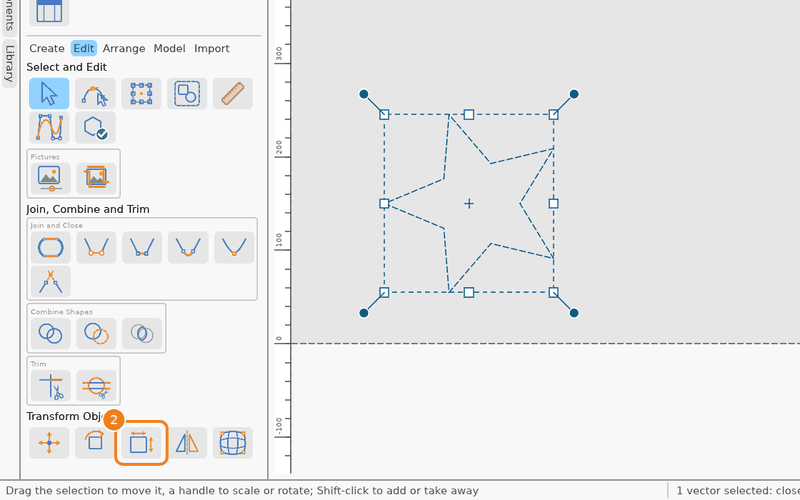 nents
Library
Create Edit Arrange Model Import
Select and Edit
Pictures
Join, Combine and Trim
Join and Close
Combine Shapes
Trim
Transform Obj
2
300
200
100
0
-100
Drag the selection to move it, a handle to scale or rotate; Shift-click to add or take away
1 vector selected: close